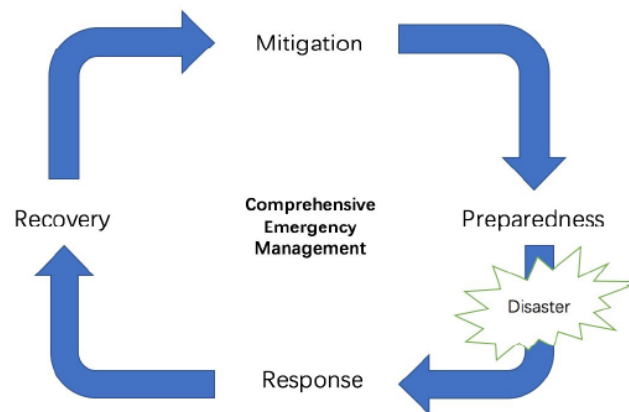 Mitigation
Recovery
Comprehensive
Emergency
Management
Preparedness
Disaster
Response